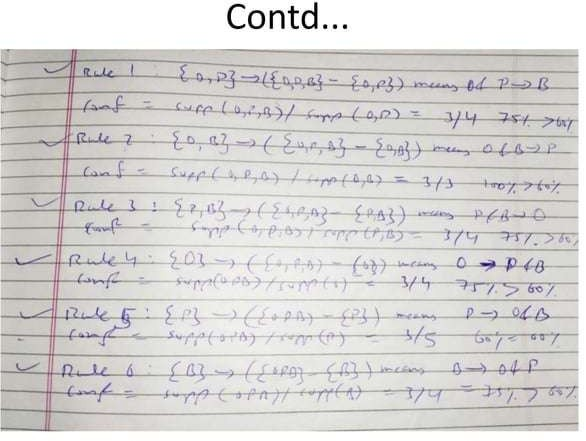 Contd...
Rule 1 : {O,P} → ({O,P,B} - {O,P}) means O & P → B
Conf = supp(O,P,B) / supp(O,P) = 3/4 75% > 60%
Rule 2 : {O,B} → ({O,P,B} - {O,B}) means O & B → P
Conf = supp(O,P,B) / supp(O,B) = 3/3 100% > 60%
Rule 3 : {P,B} → ({O,P,B} - {P,B}) means P & B → O
Conf = supp(O,P,B) / supp(P,B) = 3/4 75% > 60%
Rule 4 : {O} → ({O,P,B} - {O}) means O → P & B
Conf = supp(OPB) / supp(O) = 3/4 75% > 60%
Rule 5 : {P} → ({OPB} - {P}) means P → O & B
Conf = supp(OPB) / supp(P) = 3/5 60% = 60%
Rule 6 : {B} → ({OPB} - {B}) means B → O & P
Conf = supp(OPB) / supp(B) = 3/4 = 75% > 60%